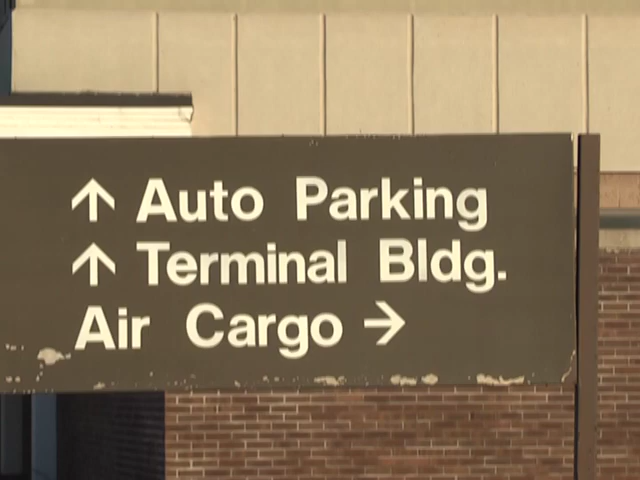 ↑ Auto Parking
↑ Terminal Bldg.
Air Cargo →